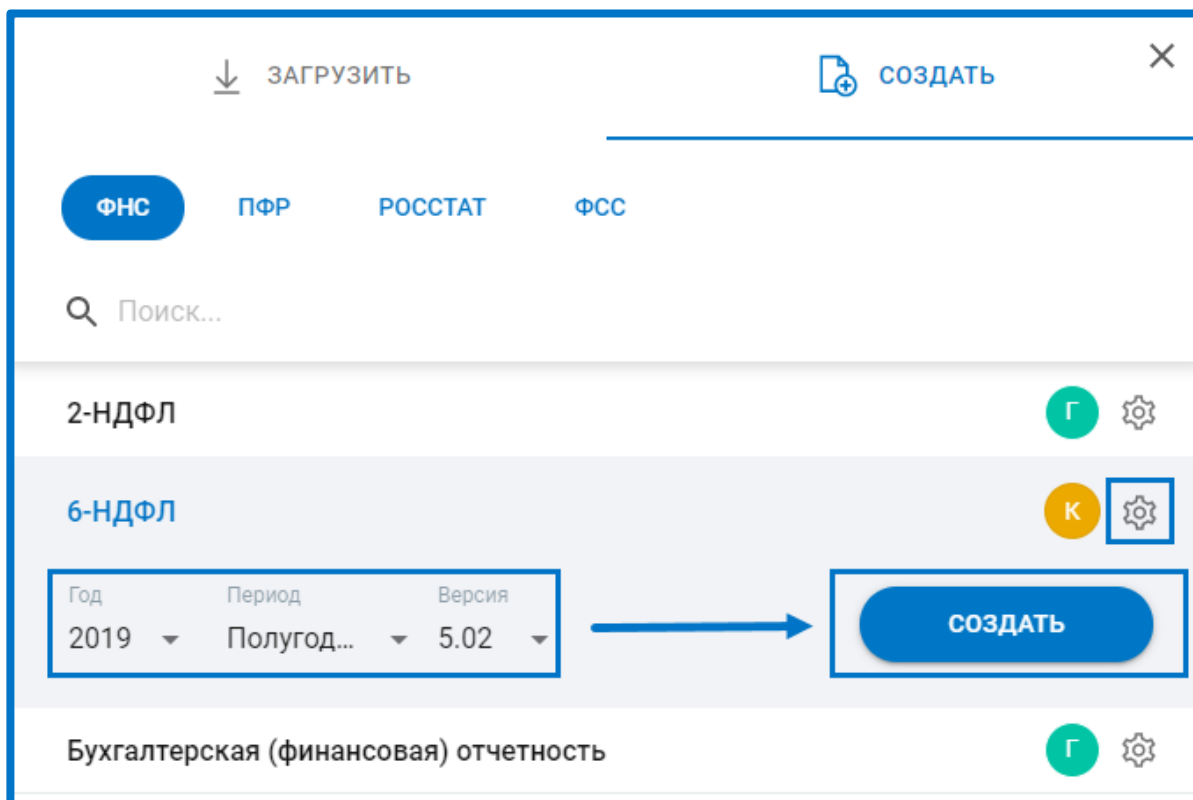 ЗАГРУЗИТЬ СОЗДАТЬ
ФНС ПФР РОССТАТ ФСС
Поиск...
2-НДФЛ Г
6-НДФЛ К
Год Период Версия
2019 Полугод... 5.02 СОЗДАТЬ
Бухгалтерская (финансовая) отчетность Г